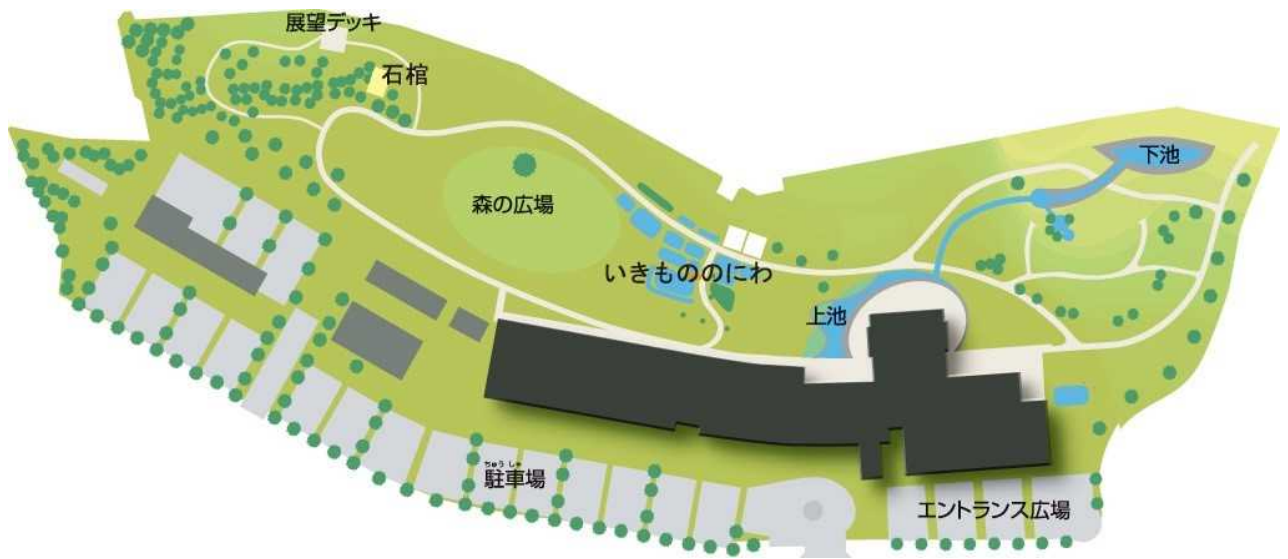 展望デッキ
石棺
下池
森の広場
いきもののにわ
上池
ちゅうしゃ
駐車場
エントランス広場